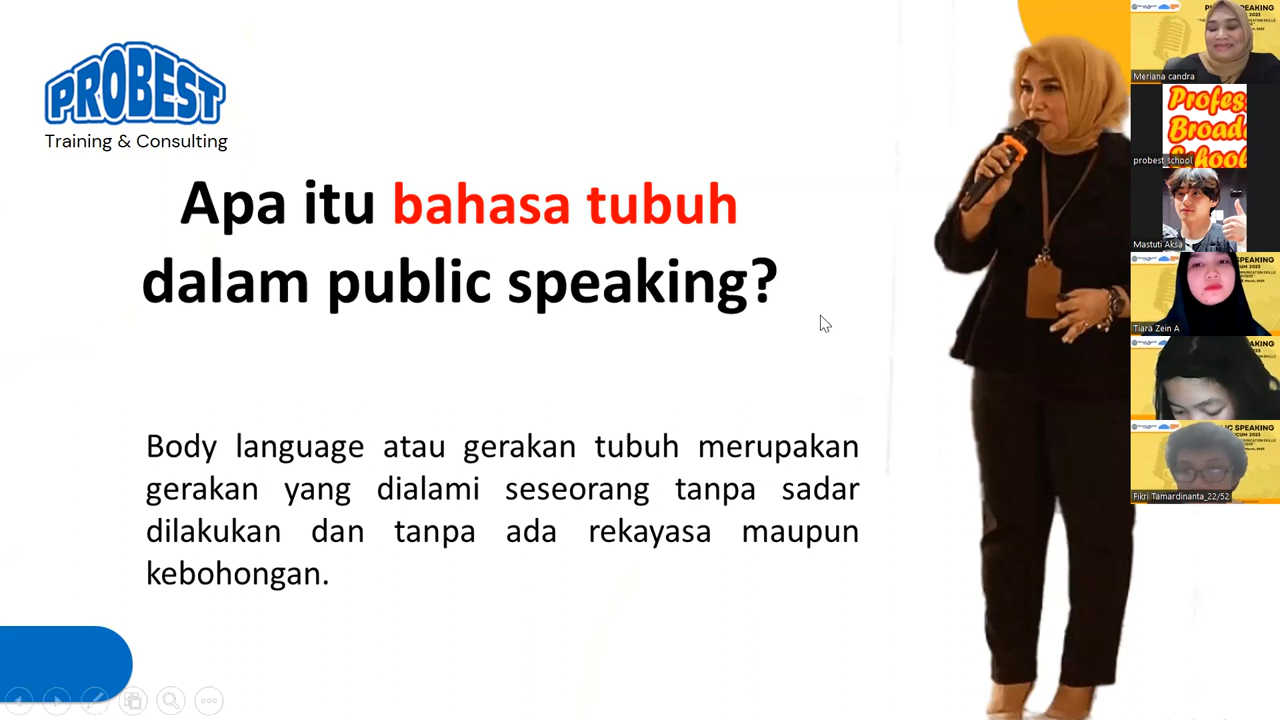 PROBEST
Training & Consulting
Apa itu bahasa tubuh
dalam public speaking?
Body language atau gerakan tubuh merupakan
gerakan yang dialami seseorang tanpa sadar
dilakukan dan tanpa ada rekayasa maupun
kebohongan.
Meriana candra
probest school
Mastuti Aksa
Tiara Zein A
Fikri Tamardinanta_22/52